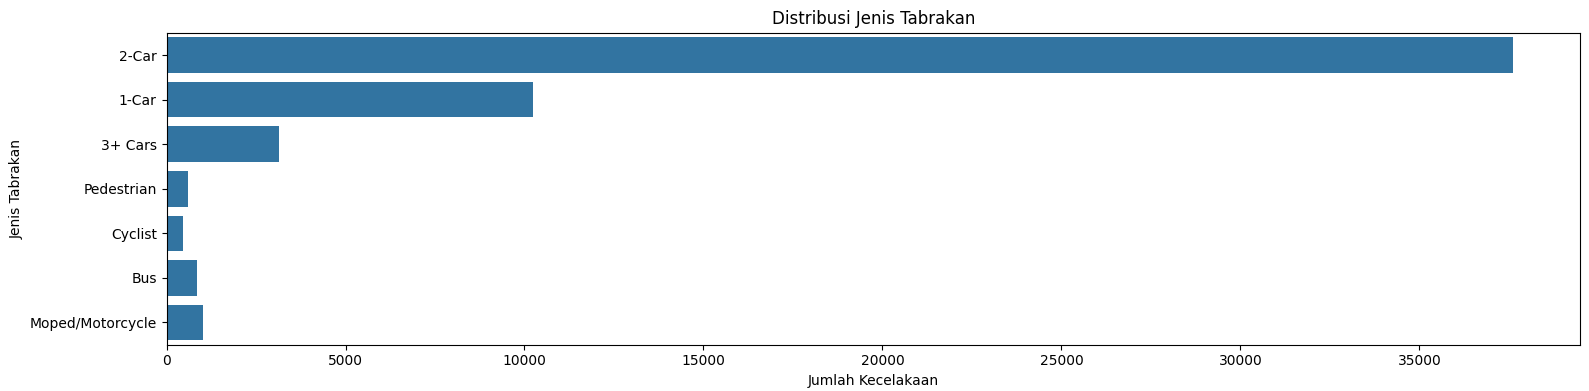 Distribusi Jenis Tabrakan
Jenis Tabrakan
2-Car
1-Car
3+ Cars
Pedestrian
Cyclist
Bus
Moped/Motorcycle
0 5000 10000 15000 20000 25000 30000 35000
Jumlah Kecelakaan